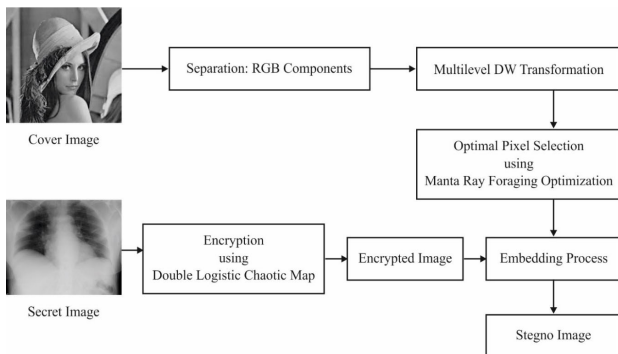 Separation: RGB Components
Multilevel DW Transformation
Cover Image
Optimal Pixel Selection
using
Manta Ray Foraging Optimization
Encryption
using
Double Logistic Chaotic Map
Encrypted Image
Embedding Process
Secret Image
Stegno Image